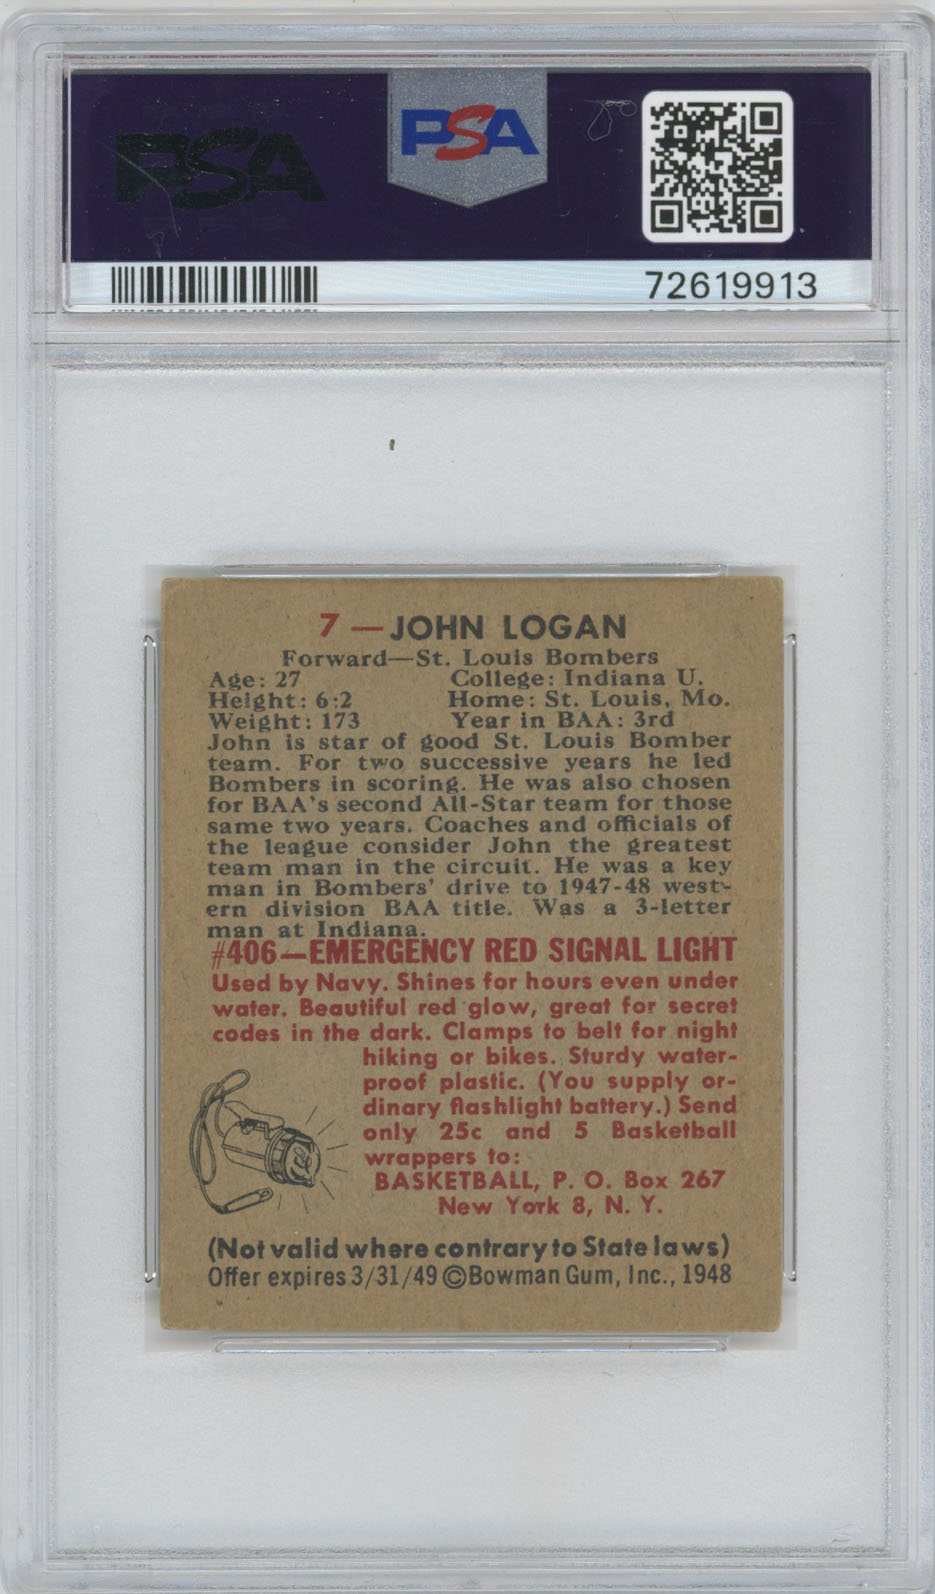 PSA
PSA
72619913
7 — JOHN LOGAN
Forward—St. Louis Bombers
Age: 27 College: Indiana U.
Height: 6:2 Home: St. Louis, Mo.
Weight: 173 Year in BAA: 3rd
John is star of good St. Louis Bomber
team. For two successive years he led
Bombers in scoring. He was also chosen
for BAA's second All-Star team for those
same two years. Coaches and officials of
the league consider John the greatest
team man in the circuit. He was a key
man in Bombers' drive to 1947-48 west-
ern division BAA title. Was a 3-letter
man at Indiana.
#406—EMERGENCY RED SIGNAL LIGHT
Used by Navy. Shines for hours even under
water. Beautiful red glow, great for secret
codes in the dark. Clamps to belt for night
hiking or bikes. Sturdy water-
proof plastic. (You supply or-
dinary flashlight battery.) Send
only 25c and 5 Basketball
wrappers to:
BASKETBALL, P. O. Box 267
New York 8, N. Y.
(Not valid where contrary to State laws)
Offer expires 3/31/49 ©Bowman Gum, Inc., 1948